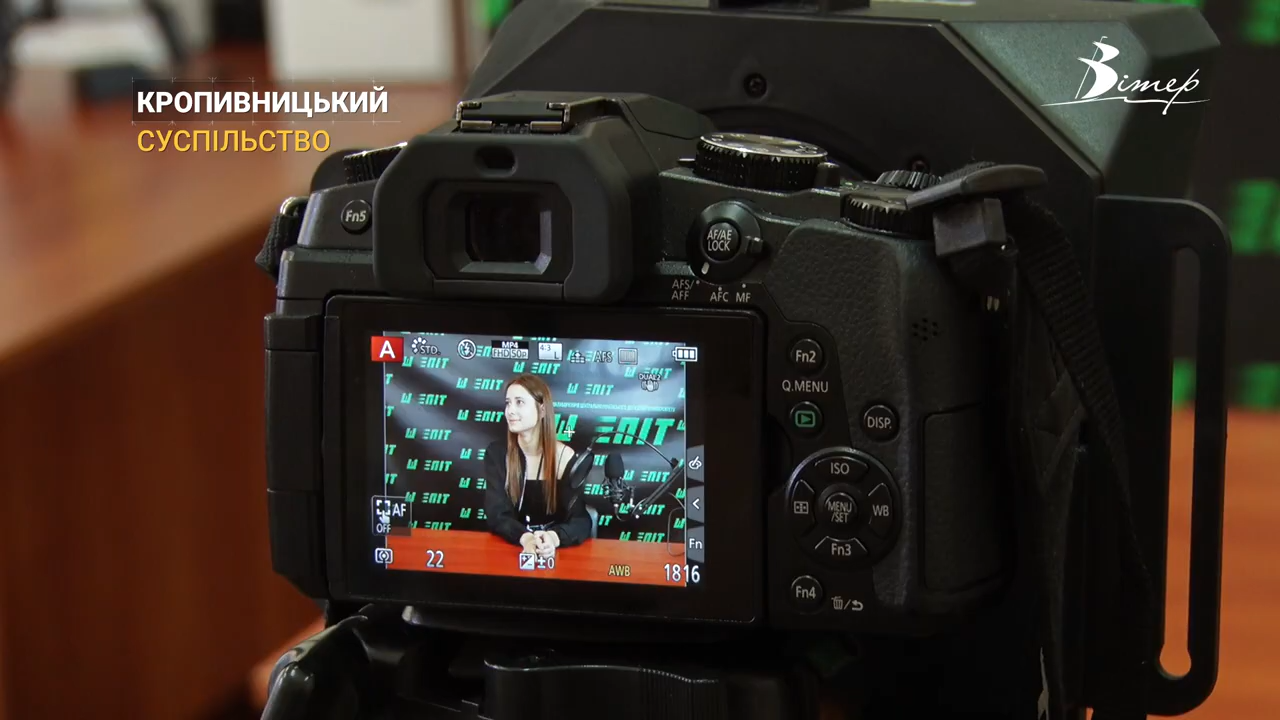 КРОПИВНИЦЬКИЙ
СУСПІЛЬСТВО
Вітер
Fn5
AF/AE
LOCK
AFS/
AFF
AFC
MF
A
STD.
MP4
FHD 50p
4:3
L
AFS
DUAL2
AF
OFF
22
±0
AWB
1816
Fn
Fn2
Q.MENU
DISP.
ISO
MENU
/SET
WB
Fn3
Fn4